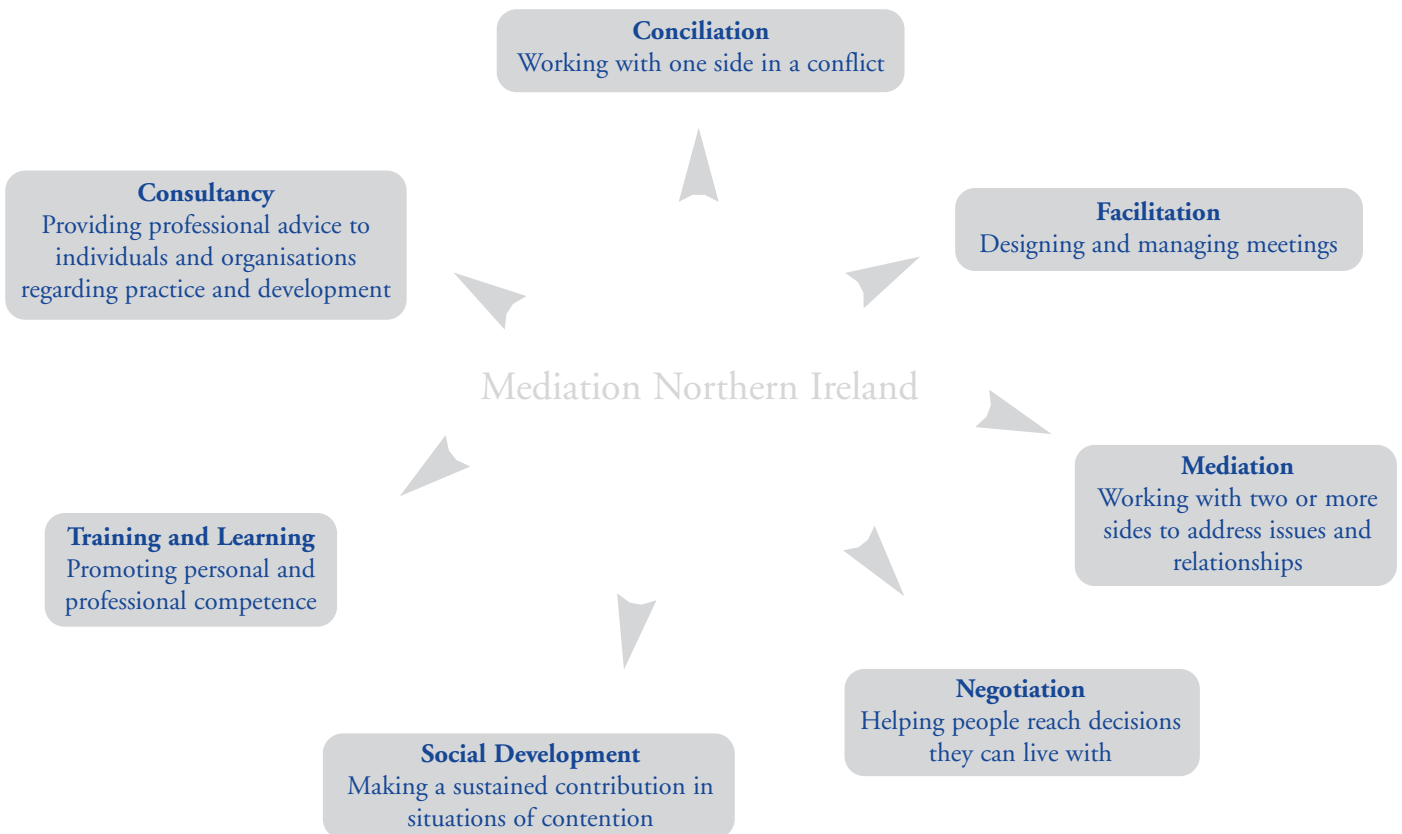 Conciliation
Working with one side in a conflict
Consultancy
Providing professional advice to
individuals and organisations
regarding practice and development
Facilitation
Designing and managing meetings
Mediation Northern Ireland
Mediation
Working with two or more
sides to address issues and
relationships
Training and Learning
Promoting personal and
professional competence
Negotiation
Helping people reach decisions
they can live with
Social Development
Making a sustained contribution in
situations of contention